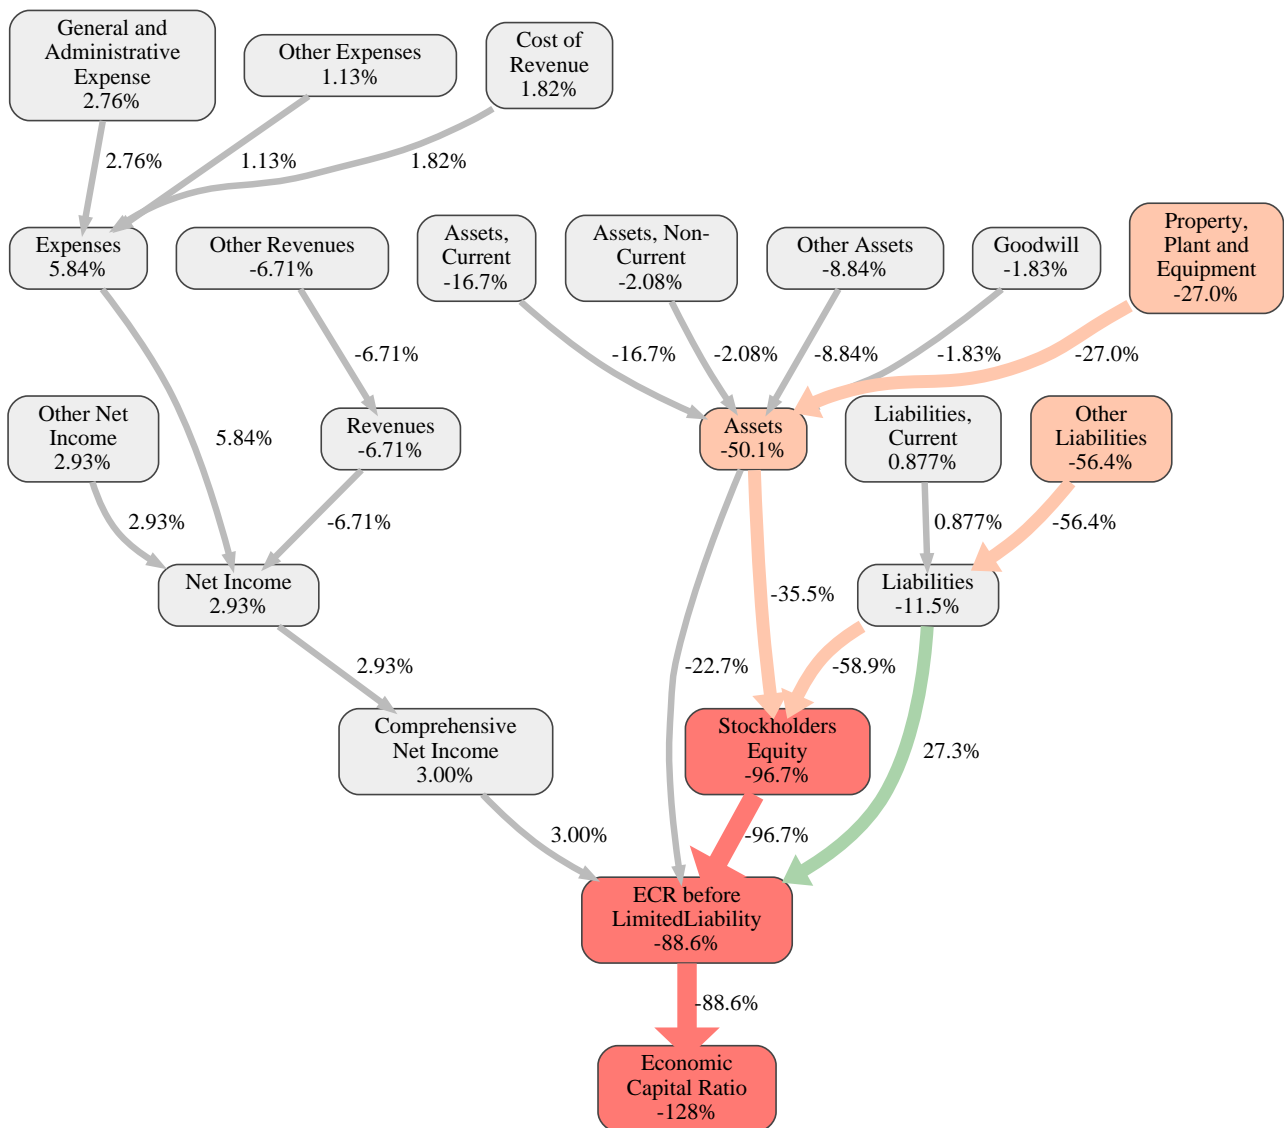 General and
Administrative
Expense
2.76%
Other Expenses
1.13%
Cost of
Revenue
1.82%
2.76%
1.13%
1.82%
Expenses
5.84%
Other Revenues
-6.71%
Assets,
Current
-16.7%
Assets, Non-
Current
-2.08%
Other Assets
-8.84%
Goodwill
-1.83%
Property,
Plant and
Equipment
-27.0%
-6.71%
-16.7%
-2.08%
-8.84%
-1.83%
-27.0%
Other Net
Income
2.93%
5.84%
Revenues
-6.71%
Assets
-50.1%
Liabilities,
Current
0.877%
Other
Liabilities
-56.4%
2.93%
-6.71%
0.877%
-56.4%
Net Income
2.93%
-35.5%
Liabilities
-11.5%
2.93%
-22.7%
-58.9%
Comprehensive
Net Income
3.00%
Stockholders
Equity
-96.7%
27.3%
3.00%
-96.7%
ECR before
LimitedLiability
-88.6%
-88.6%
Economic
Capital Ratio
-128%